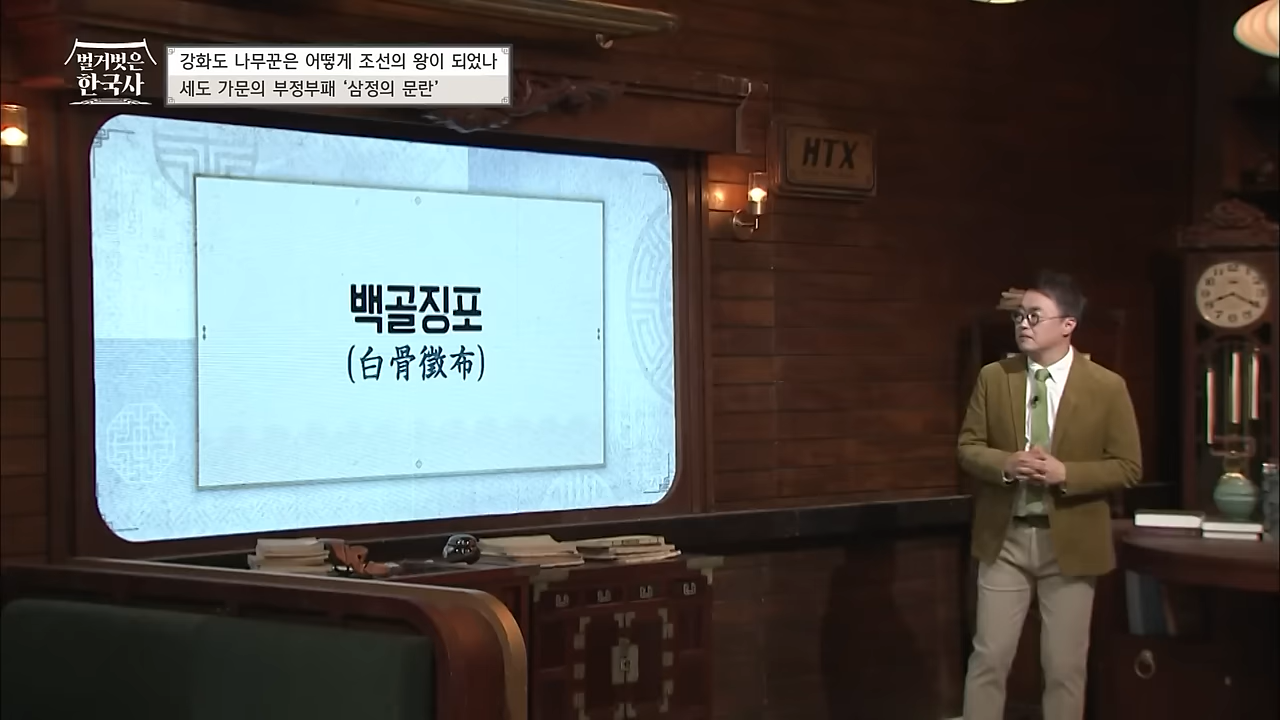 벌거벗은
한국사
강화도 나무꾼은 어떻게 조선의 왕이 되었나
세도 가문의 부정부패 ‘삼정의 문란’
HTX
백골징포
(白骨徵布)